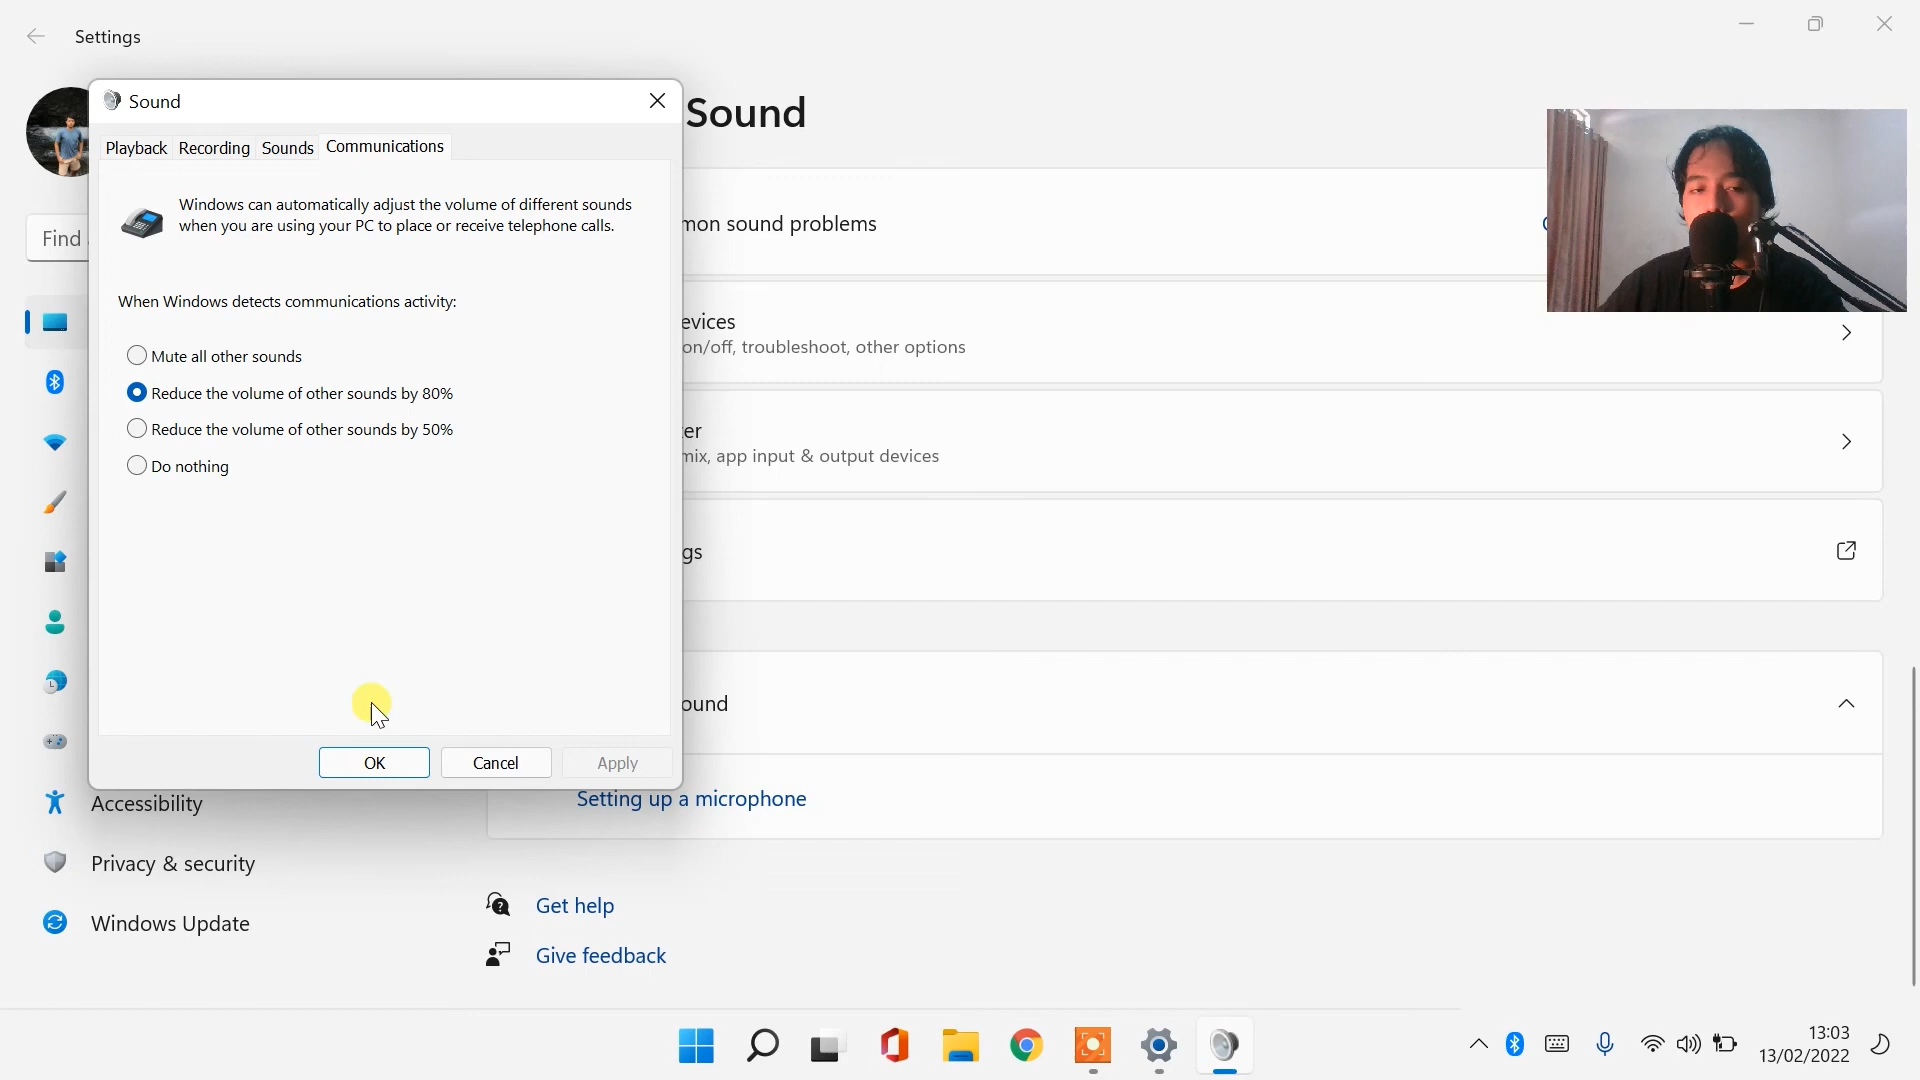 Settings
Sound
Sound
Playback Recording Sounds Communications
Windows can automatically adjust the volume of different sounds
when you are using your PC to place or receive telephone calls.
Find
mon sound problems
When Windows detects communications activity:
evices
on/off, troubleshoot, other options
Mute all other sounds
Reduce the volume of other sounds by 80%
Reduce the volume of other sounds by 50%
Do nothing
er
mix, app input & output devices
gs
ound
OK Cancel Apply
Setting up a microphone
Accessibility
Privacy & security
Windows Update
Get help
Give feedback
13:03
13/02/2022